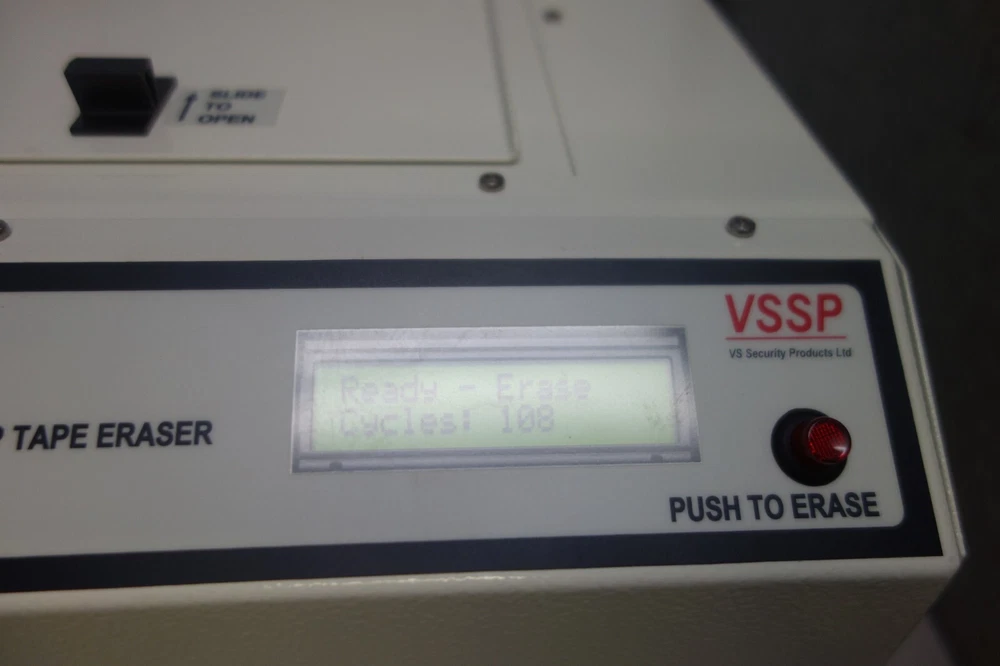 SLIDE
TO
OPEN
VSSP
VS Security Products Ltd
Ready - Erase
Cycles: 108
P TAPE ERASER
PUSH TO ERASE